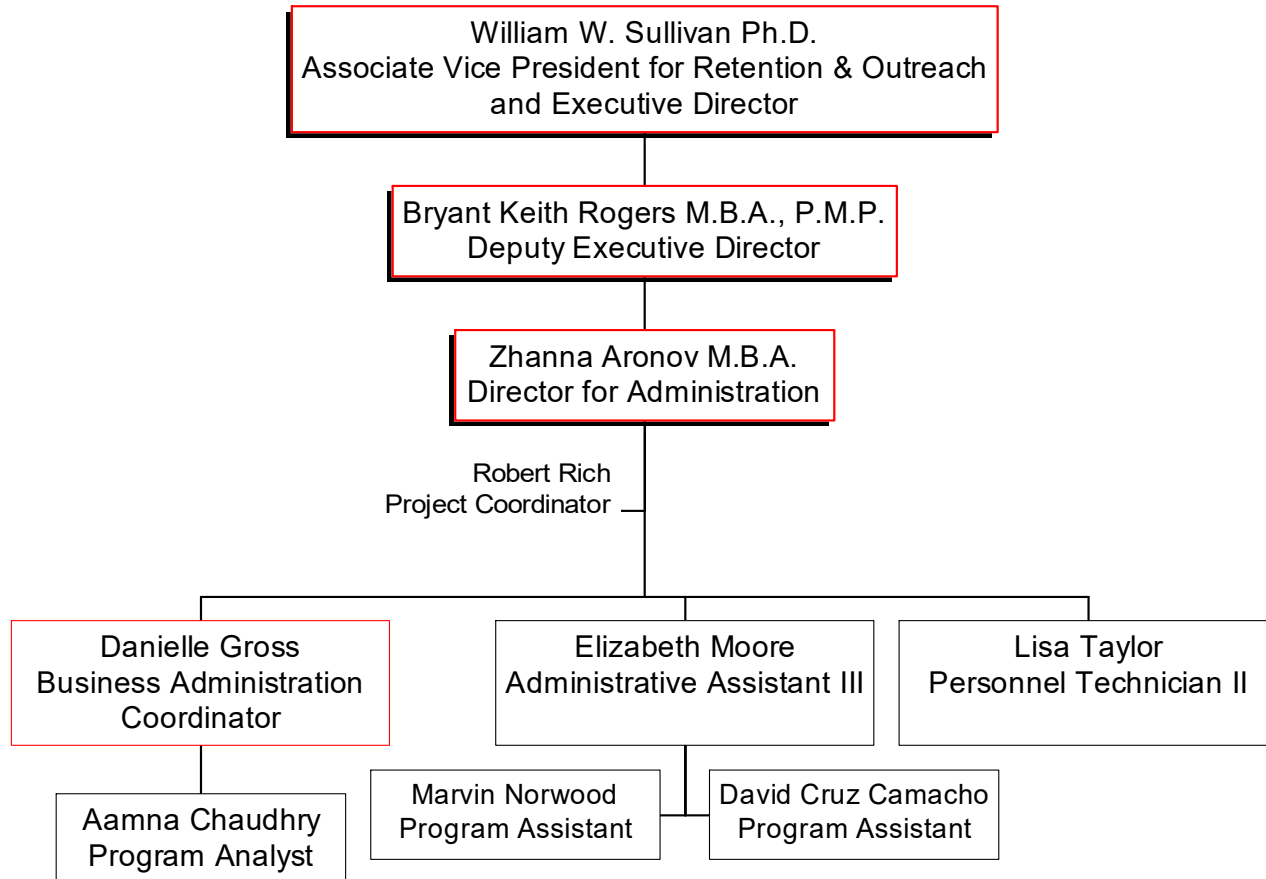 William W. Sullivan Ph.D.
Associate Vice President for Retention & Outreach
and Executive Director
Bryant Keith Rogers M.B.A., P.M.P.
Deputy Executive Director
Zhanna Aronov M.B.A.
Director for Administration
Robert Rich
Project Coordinator
Danielle Gross
Business Administration
Coordinator
Elizabeth Moore
Administrative Assistant III
Lisa Taylor
Personnel Technician II
Aamna Chaudhry
Program Analyst
Marvin Norwood
Program Assistant
David Cruz Camacho
Program Assistant